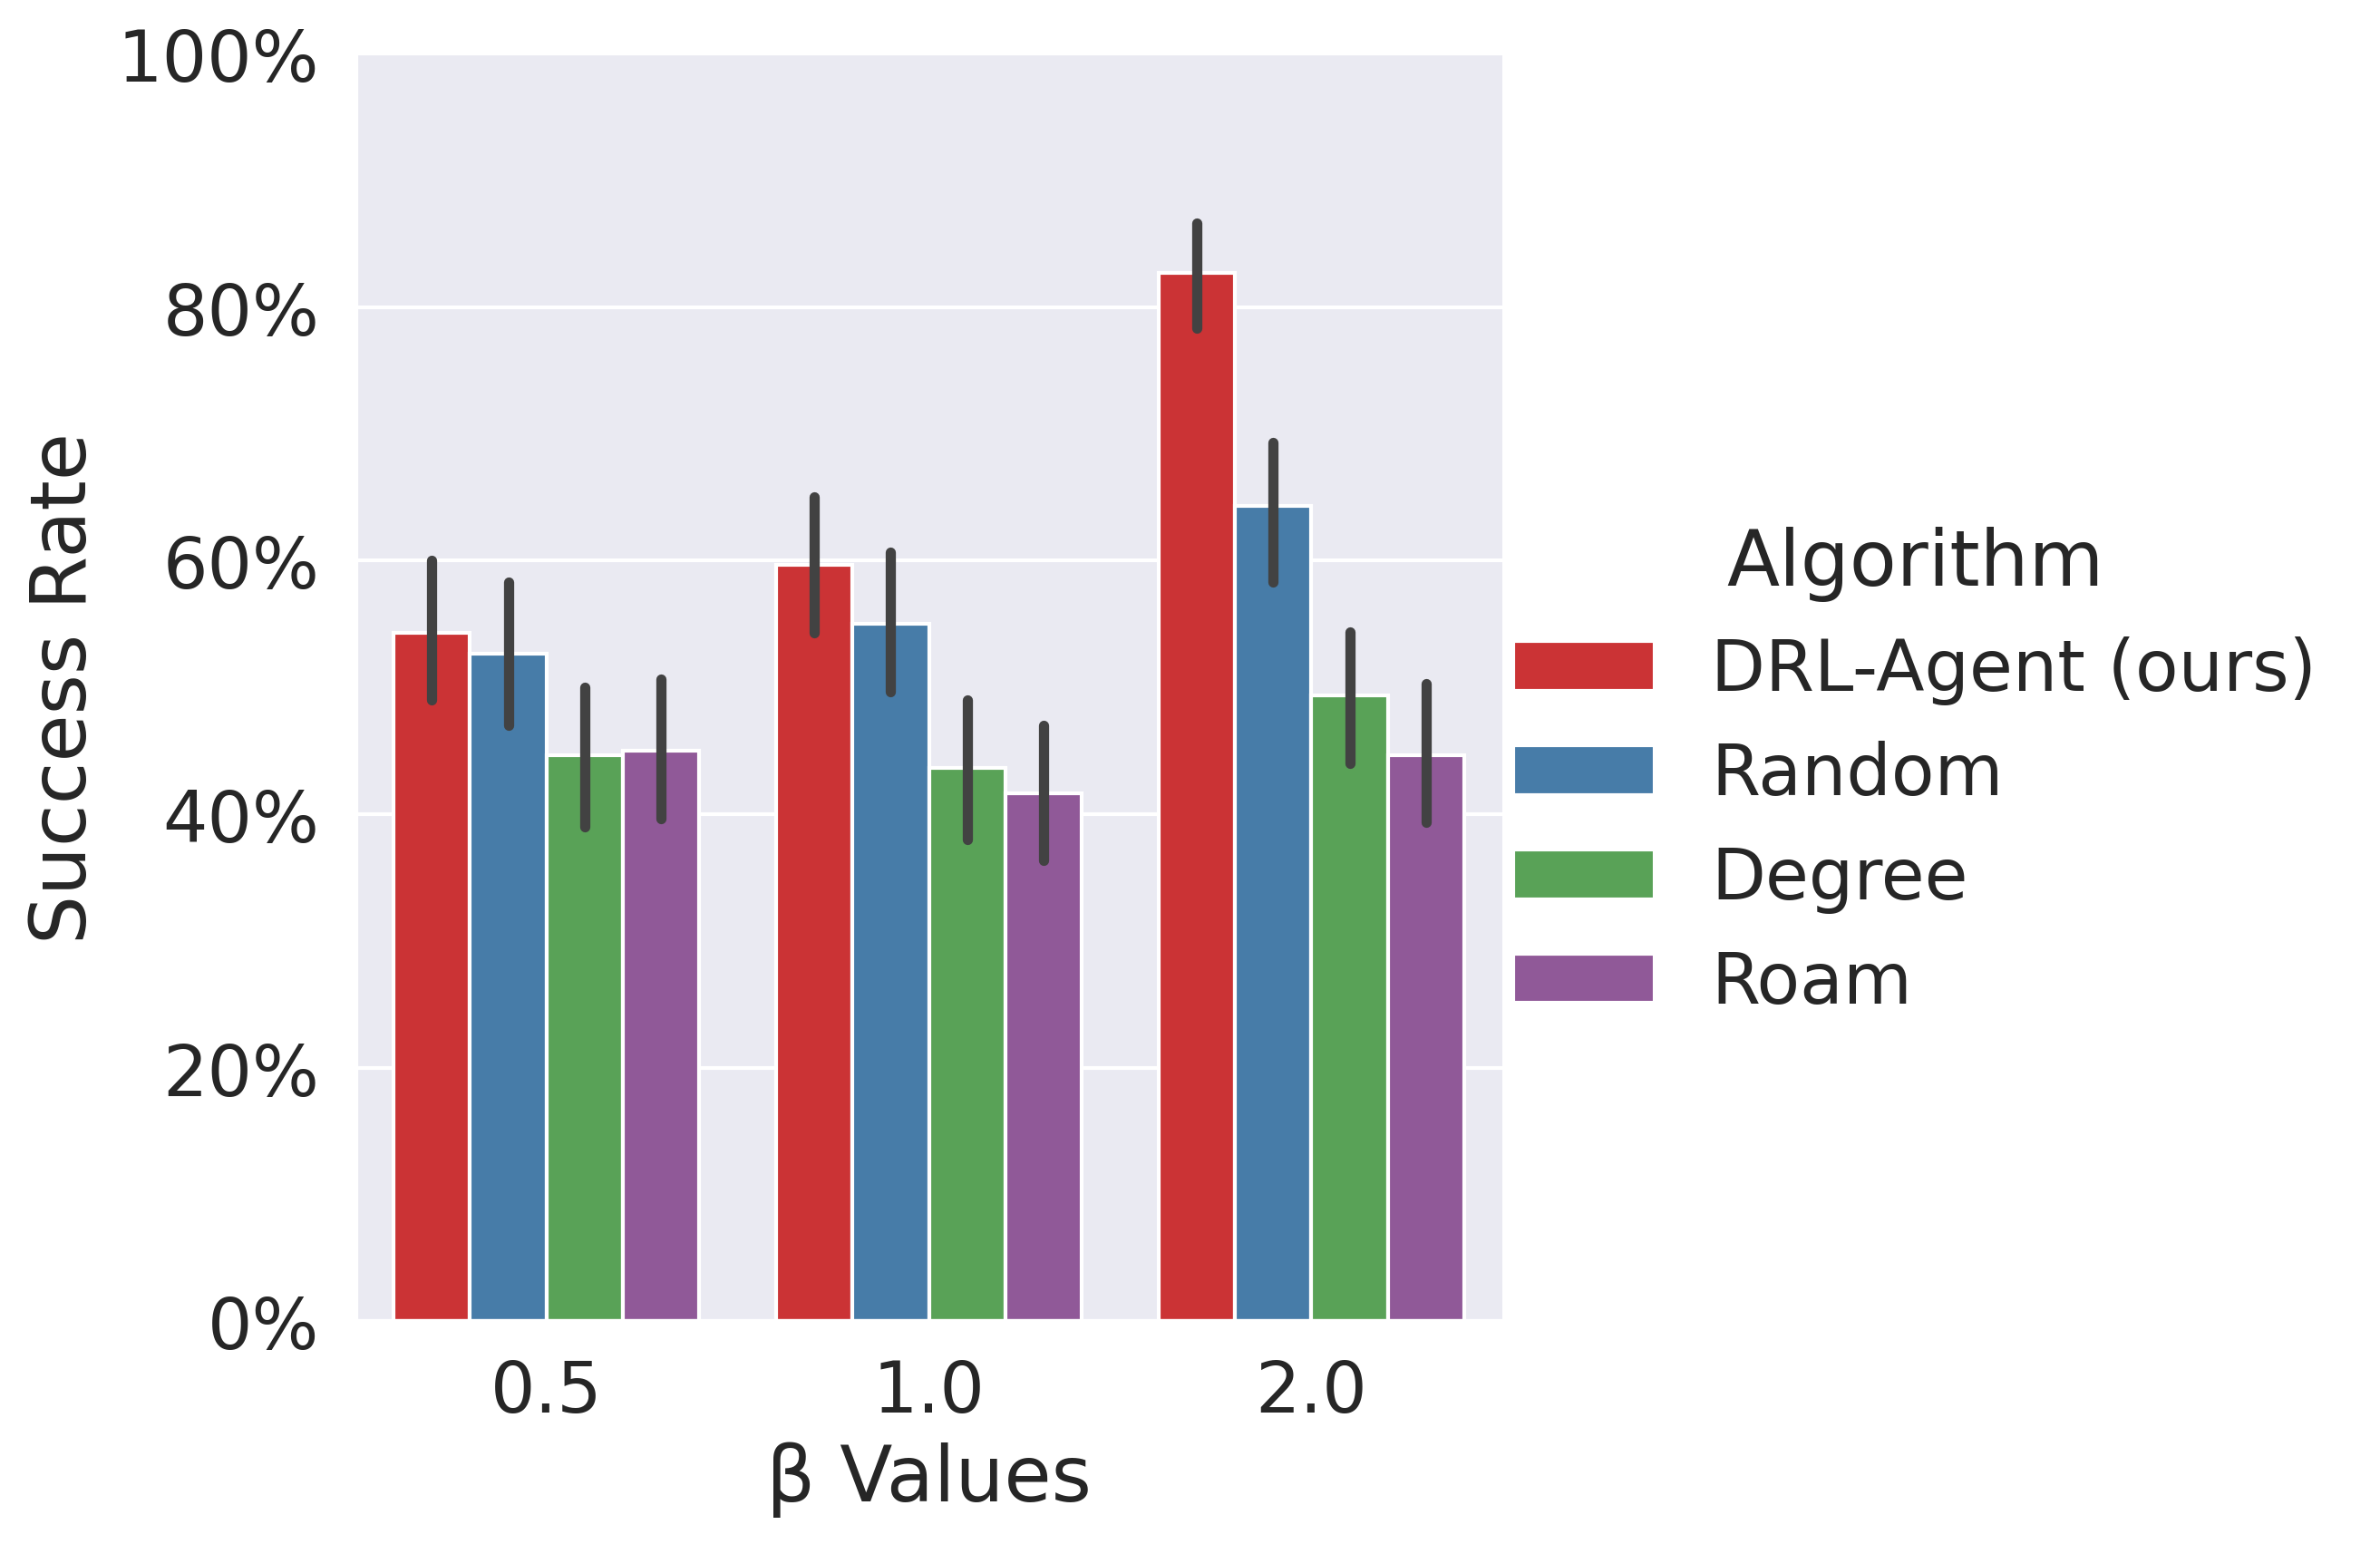 100%
80%
60%
40%
20%
0%
Success Rate
0.5 1.0 2.0
β Values
Algorithm
DRL-Agent (ours)
Random
Degree
Roam